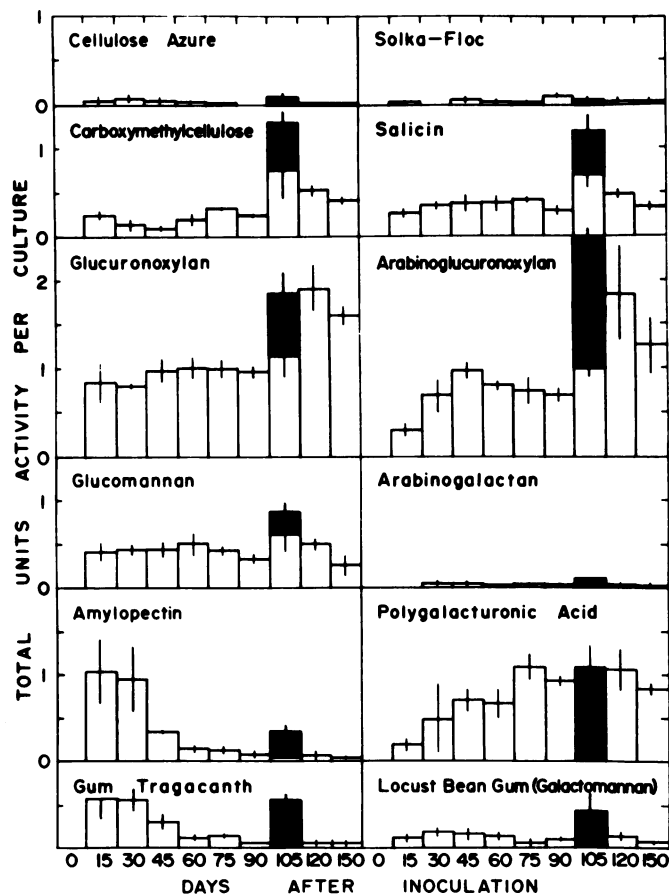 1
Cellulose Azure
Solka-Floc
0
Carboxymethylcellulose
Salicin
1
0
Glucuronoxylan
Arabinoglucuronoxylan
2
1
0
Glucomannan
Arabinogalactan
1
0
Amylopectin
Polygalacturonic Acid
1
0
Gum Tragacanth
Locust Bean Gum (Galactomannan)
0 15 30 45 60 75 90 105 120 150 0 15 30 45 60 75 90 105 120 150
DAYS AFTER INOCULATION
TOTAL UNITS ACTIVITY PER CULTURE